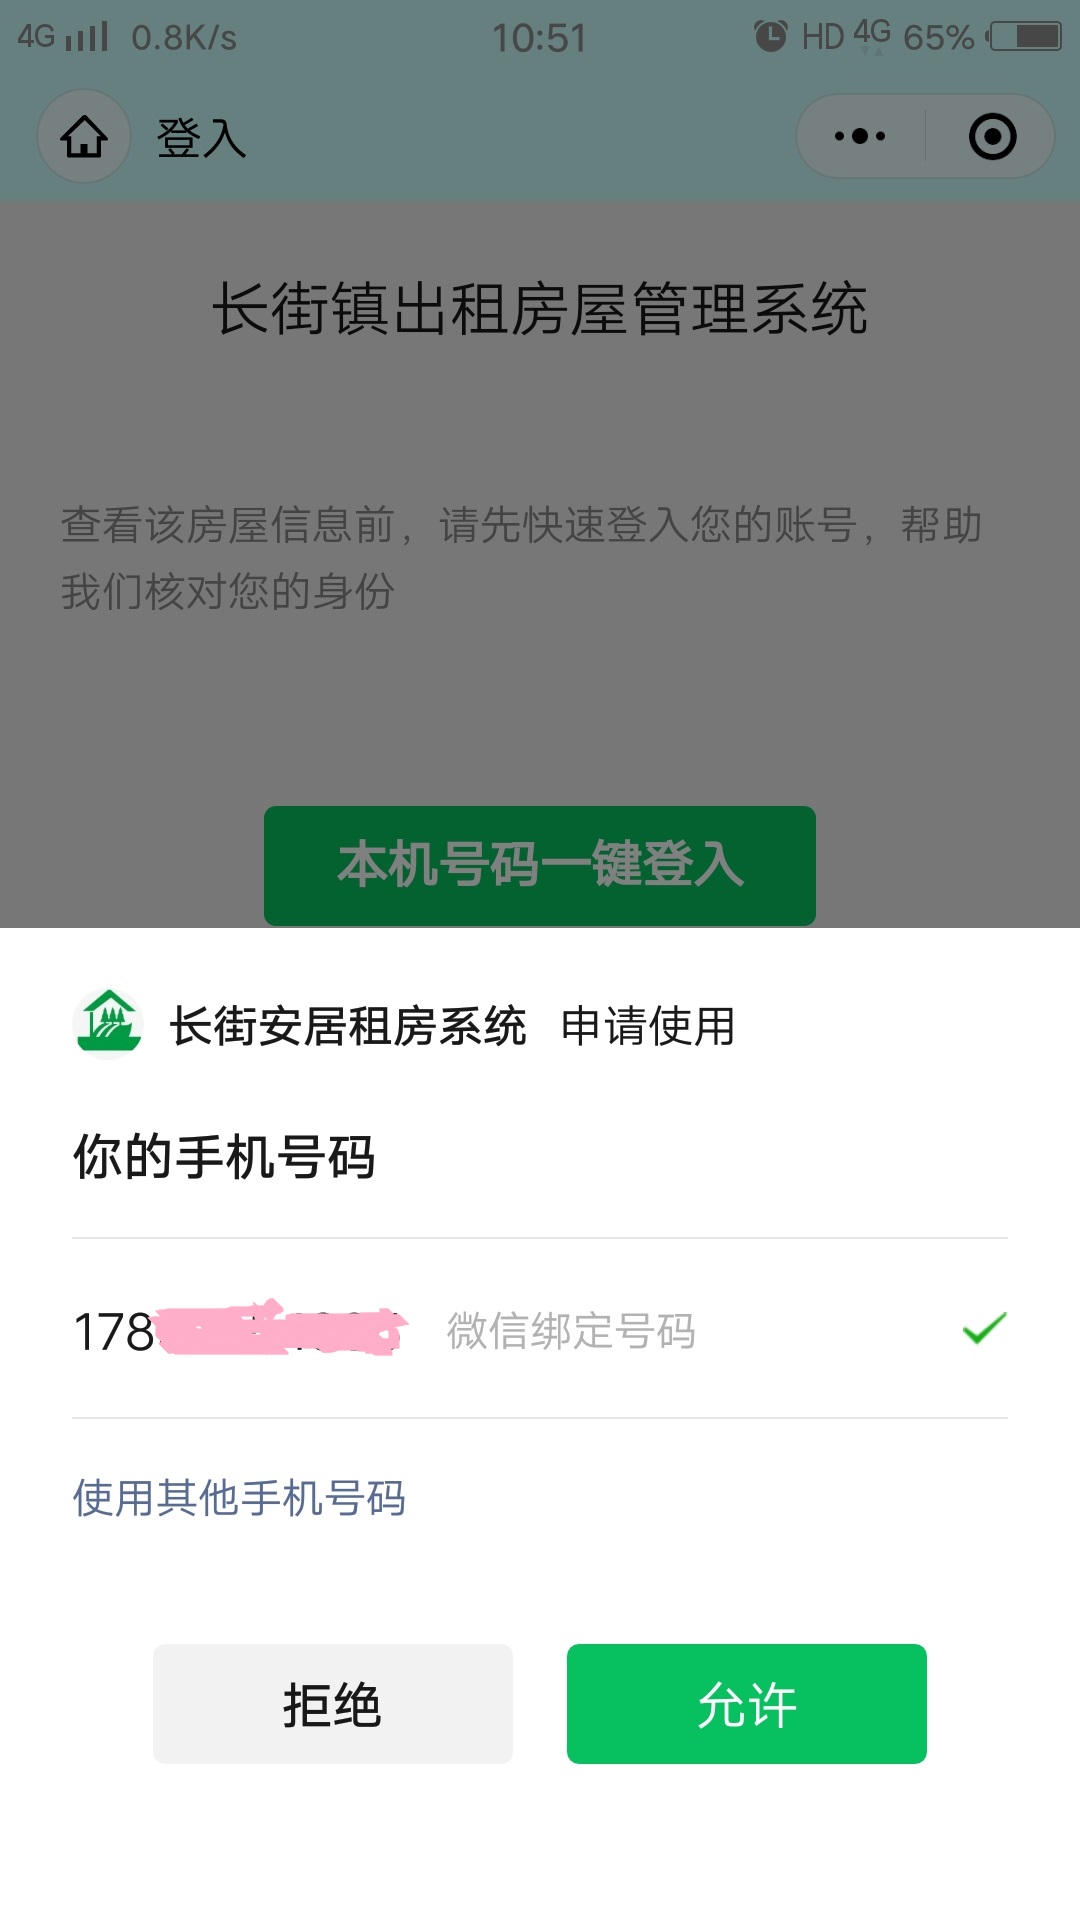 4G 0.8K/s 10:51 HD 4G 65%
登入
长街镇出租房屋管理系统
查看该房屋信息前，请先快速登入您的账号，帮助
我们核对您的身份
本机号码一键登入
长街安居租房系统 申请使用
你的手机号码
178 微信绑定号码
使用其他手机号码
拒绝 允许